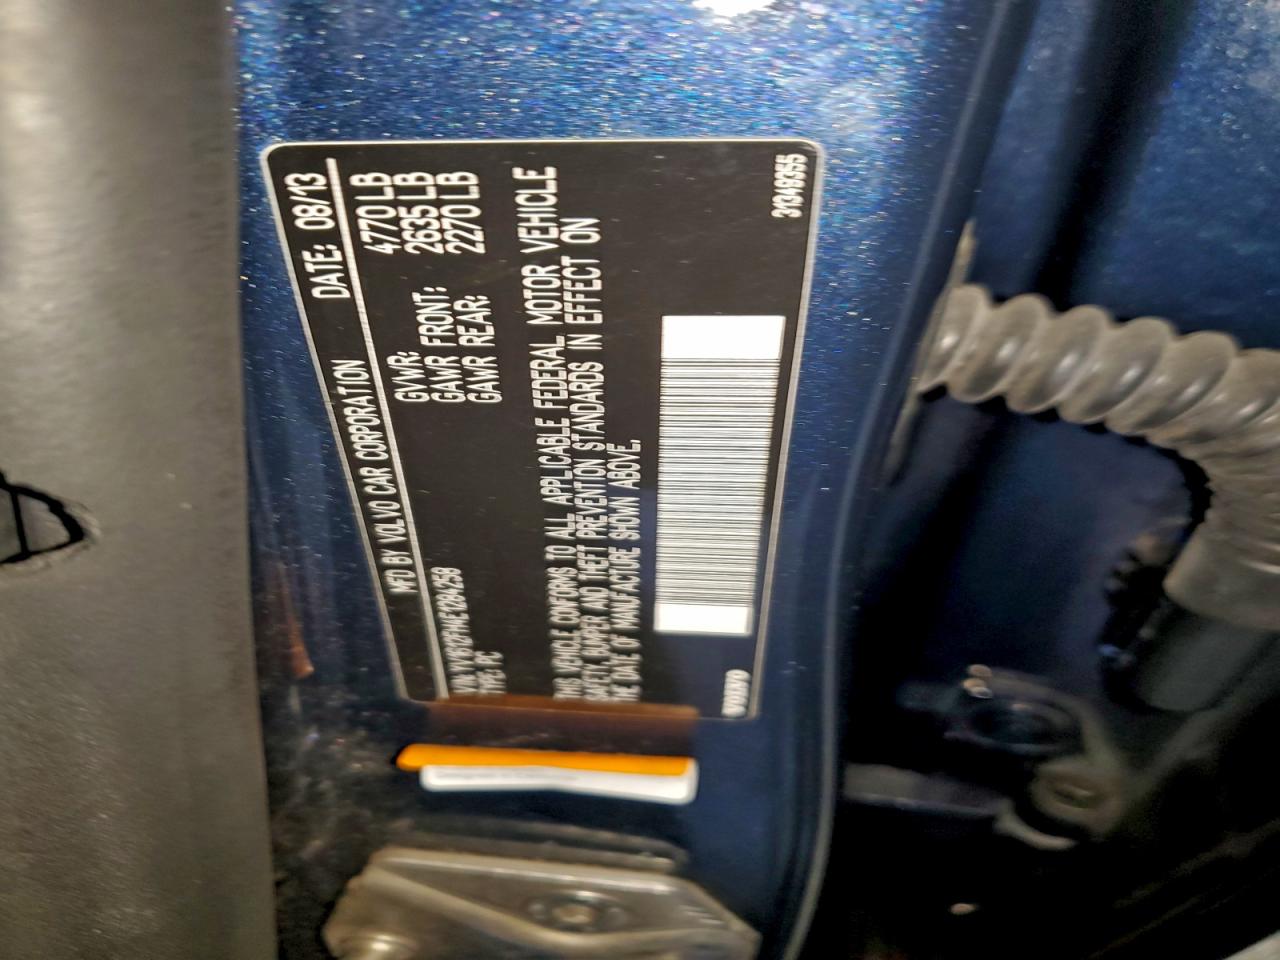 MFD BY VOLVO CAR CORPORATION DATE: 08/13
GVWR: 4770 LB
GAWR FRONT: 2635 LB
GAWR REAR: 2270 LB
TYPE: PC
THIS VEHICLE CONFORMS TO ALL APPLICABLE FEDERAL MOTOR VEHICLE
SAFETY, BUMPER AND THEFT PREVENTION STANDARDS IN EFFECT ON
THE DATE OF MANUFACTURE SHOWN ABOVE.
31349355